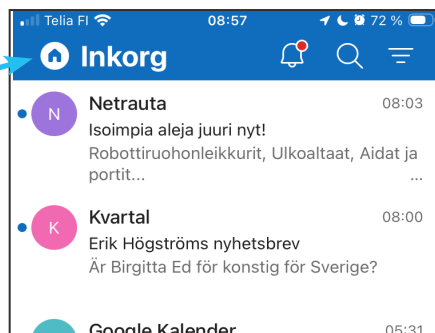 Telia FI 08:57 72 %
Inkorg
N
Netrauta 08:03
Isoimpia aleja juuri nyt!
Robottiruohonleikkurit, Ulkoaltaat, Aidat ja
portit... ...
K
Kvartal 08:00
Erik Högströms nyhetsbrev
Är Birgitta Ed för konstig för Sverige?
Google Kalender 05:31